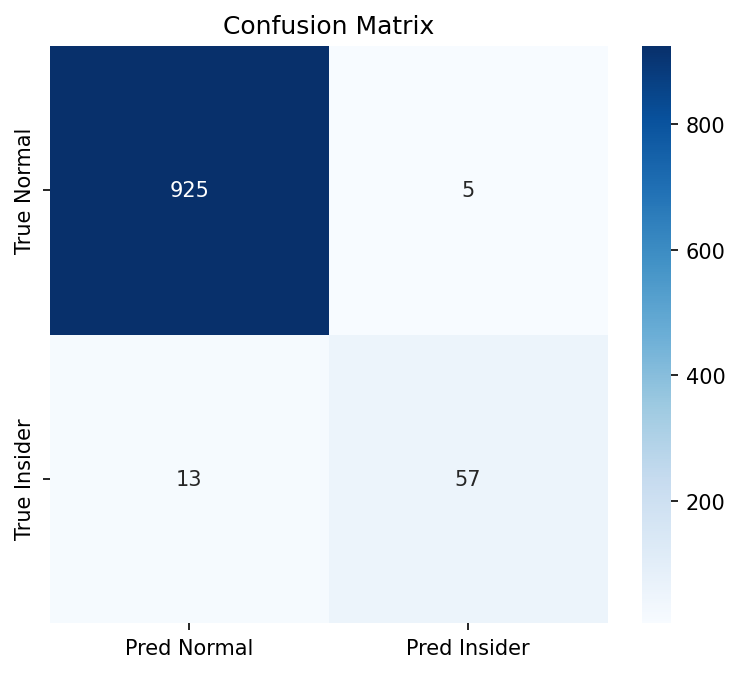 Confusion Matrix
True Normal
925
5
800
600
400
200
True Insider
13
57
Pred Normal
Pred Insider